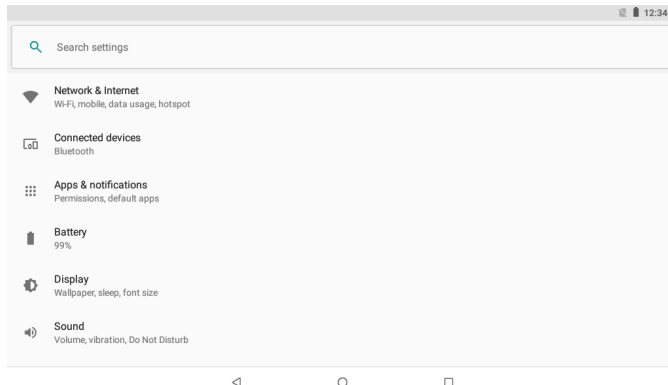 12:34
Search settings
Network & Internet
Wi-Fi, mobile, data usage, hotspot
Connected devices
Bluetooth
Apps & notifications
Permissions, default apps
Battery
99%
Display
Wallpaper, sleep, font size
Sound
Volume, vibration, Do Not Disturb